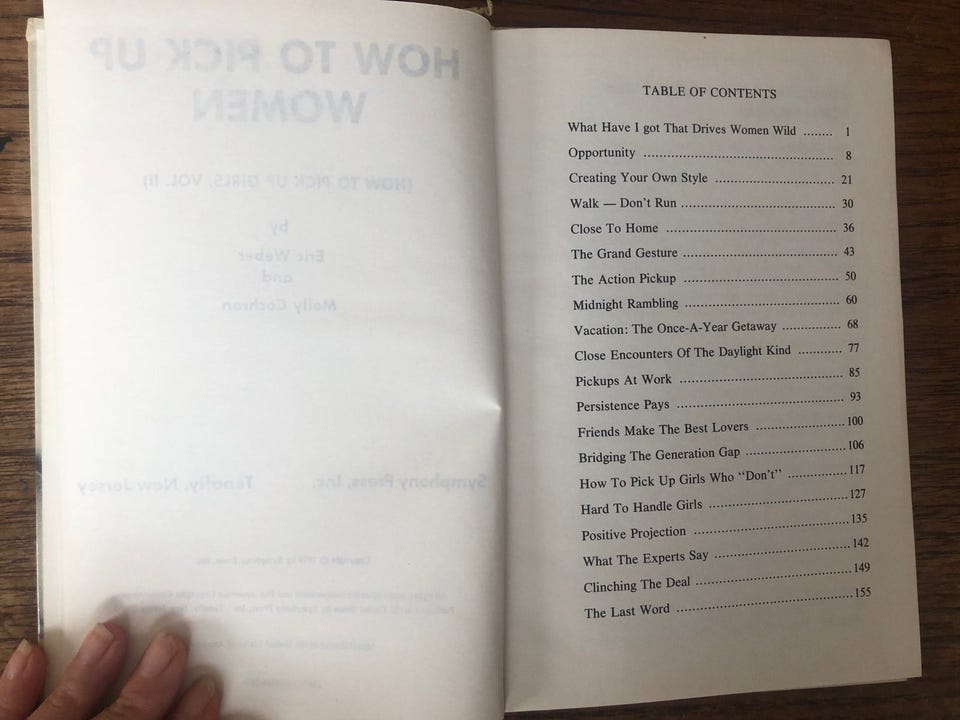 HOW TO PICK UP
WOMEN
(HOW TO PICK UP GIRLS, VOL II)
by
Eric Weber
and
Molly Cochran
Symphony Press, Inc. Tenafly, New Jersey
TABLE OF CONTENTS
What Have I got That Drives Women Wild ........ 1
Opportunity ........ 8
Creating Your Own Style ........ 21
Walk — Don't Run ........ 30
Close To Home ........ 36
The Grand Gesture ........ 43
The Action Pickup ........ 50
Midnight Rambling ........ 60
Vacation: The Once-A-Year Getaway ........ 68
Close Encounters Of The Daylight Kind ........ 77
Pickups At Work ........ 85
Persistence Pays ........ 93
Friends Make The Best Lovers ........ 100
Bridging The Generation Gap ........ 106
How To Pick Up Girls Who "Don't" ........ 117
Hard To Handle Girls ........ 127
Positive Projection ........ 135
What The Experts Say ........ 142
Clinching The Deal ........ 149
The Last Word ........ 155